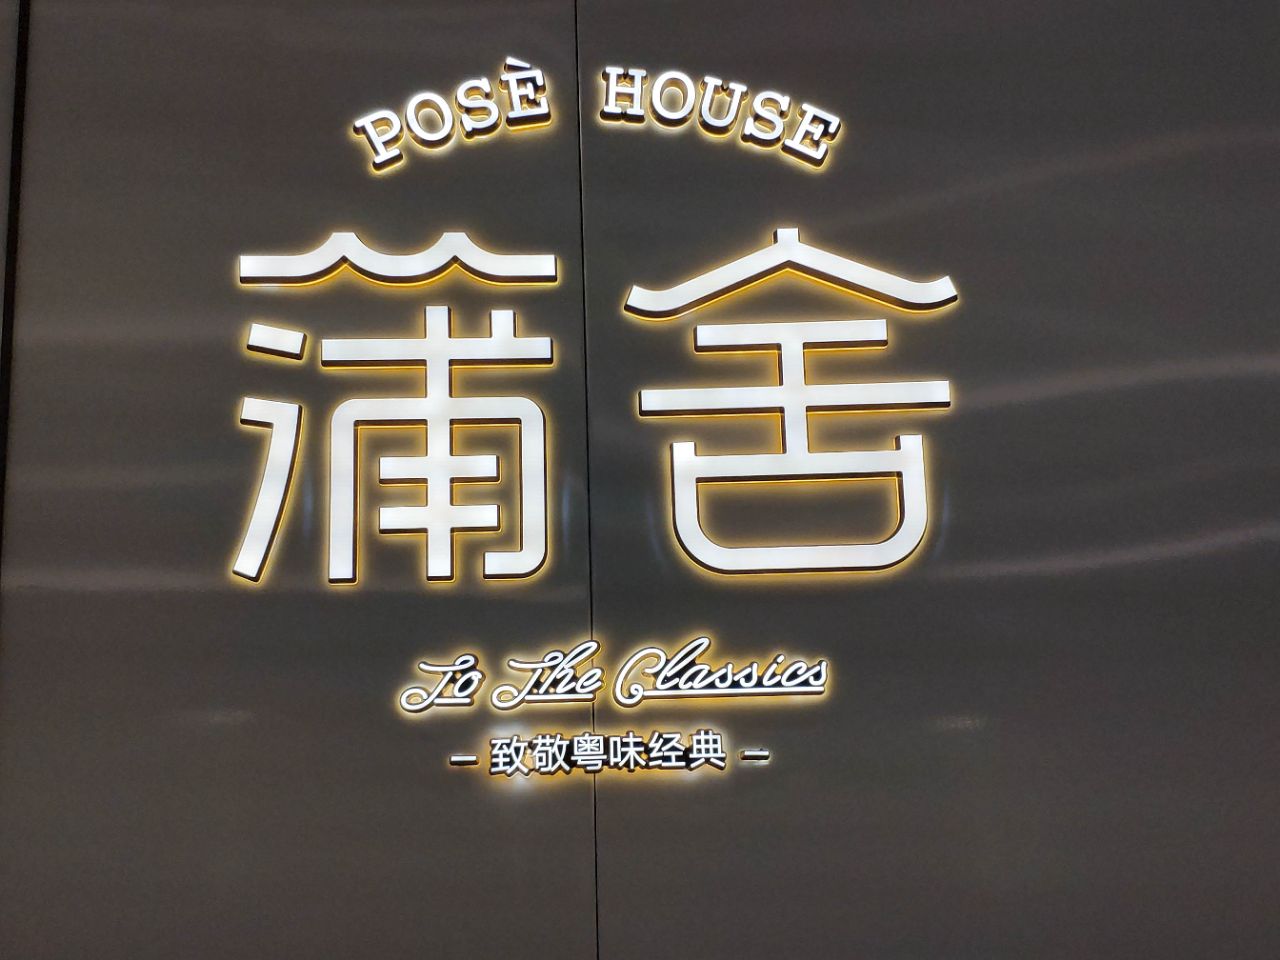 POSÈ HOUSE
蒲舍
To The Classics
– 致敬粤味经典 –